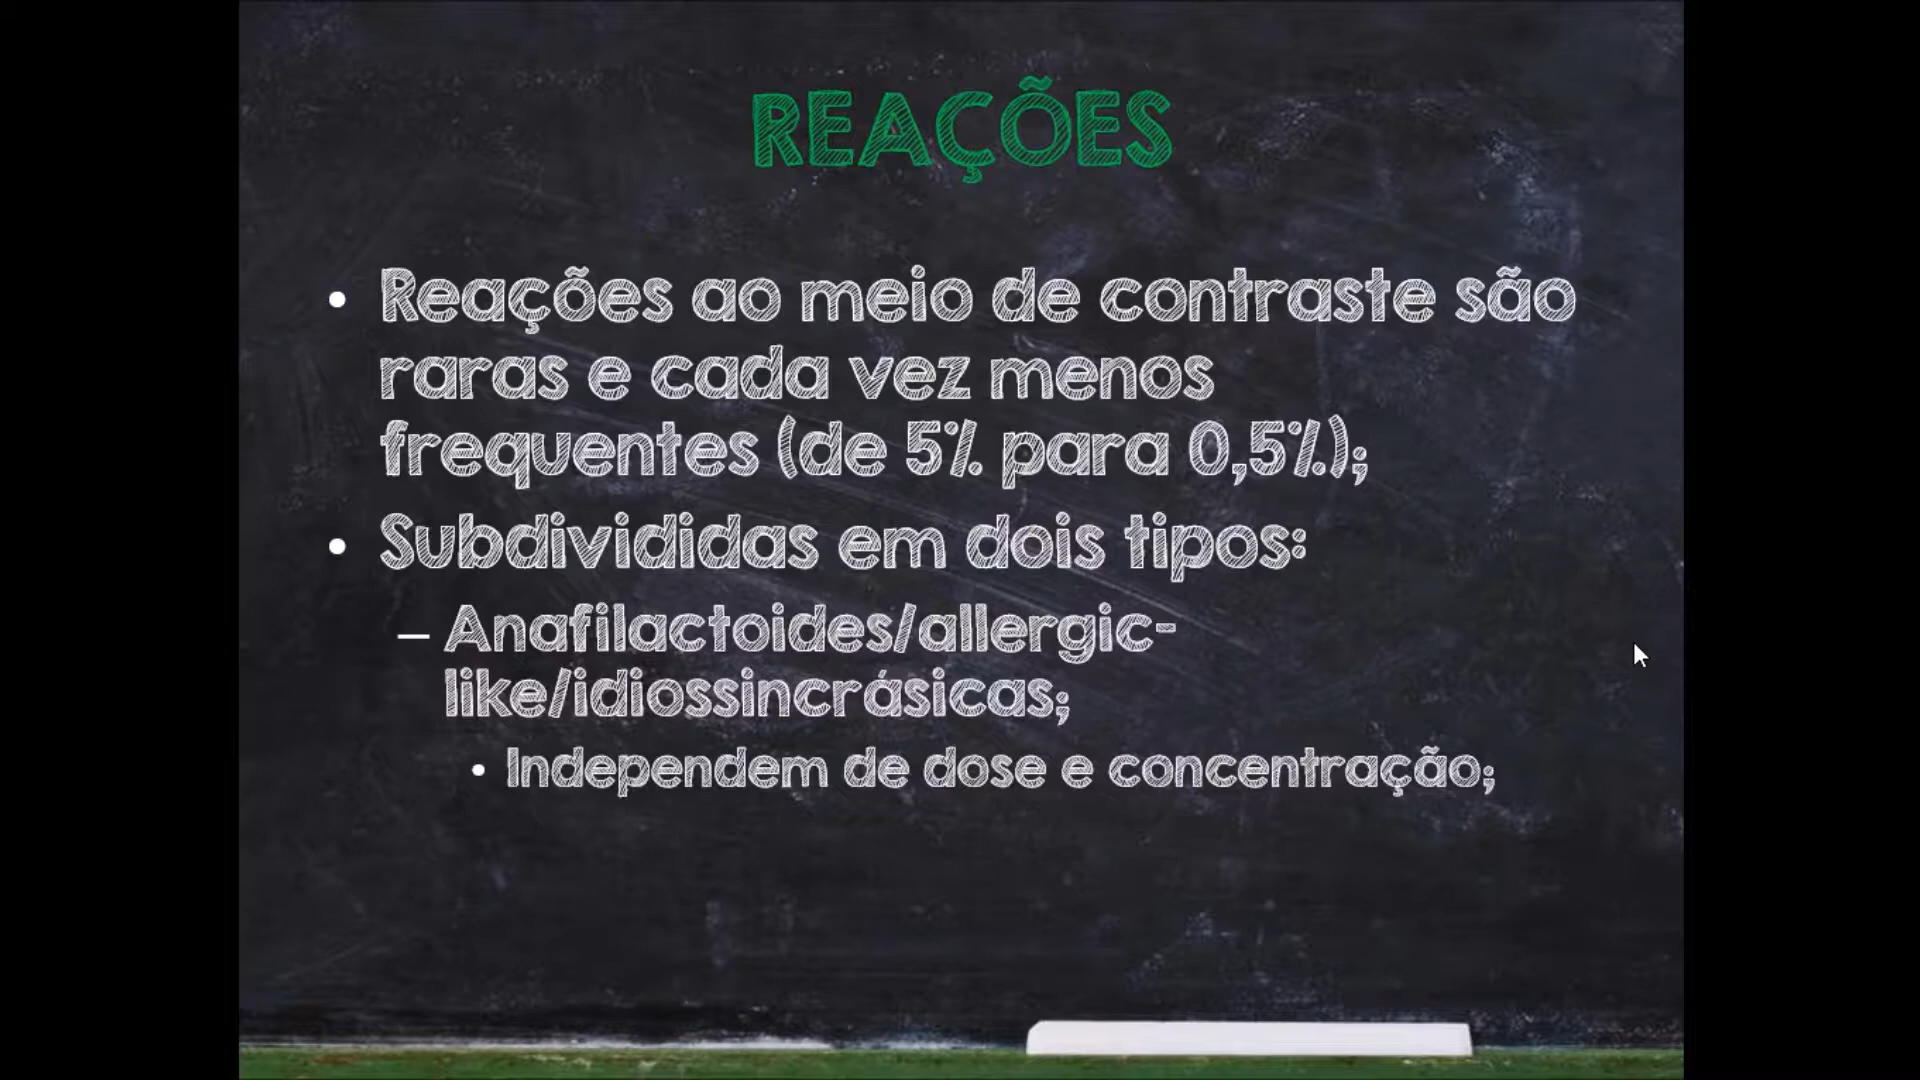 REAÇÕES
• Reações ao meio de contraste são
raras e cada vez menos
frequentes (de 5% para 0,5%);
• Subdivididas em dois tipos:
– Anafilactoides/allergic-
like/idiossincrásicas;
• Independem de dose e concentração;